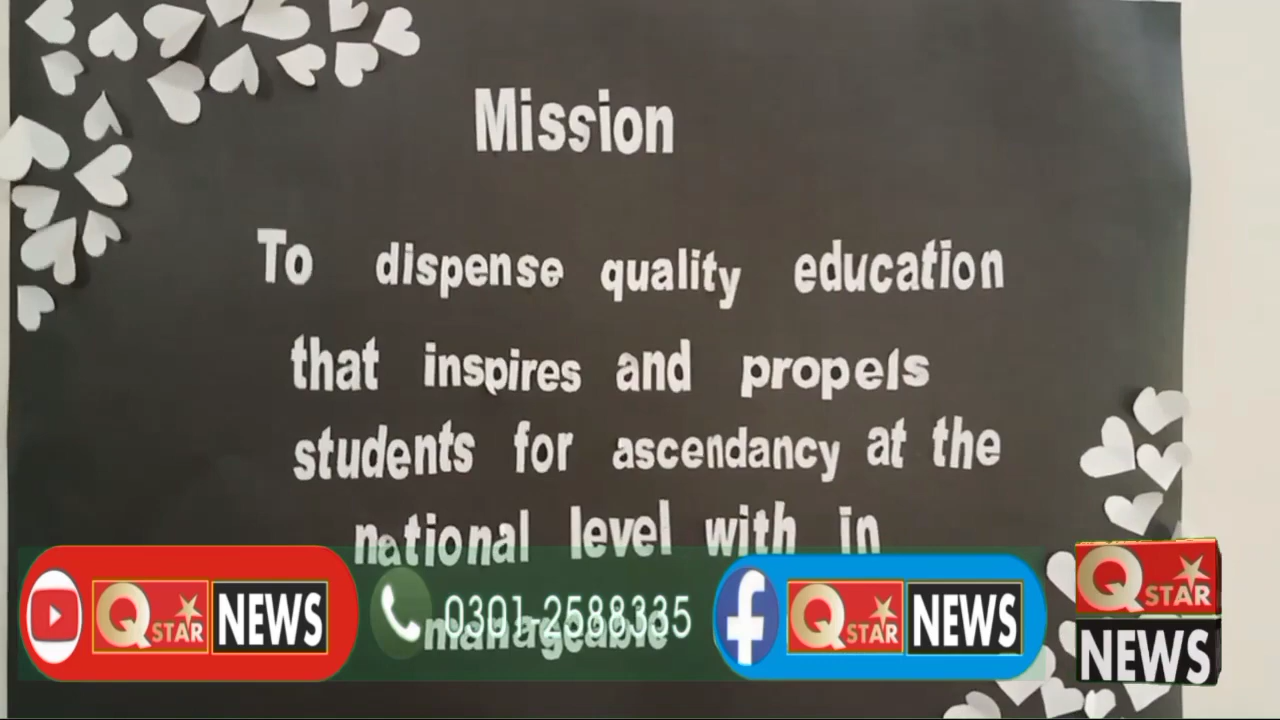 Mission
To dispense quality education
that inspires and propels
students for ascendancy at the
national level with in
manageable
Q STAR NEWS
0301-2588335
Q STAR NEWS
Q STAR
NEWS